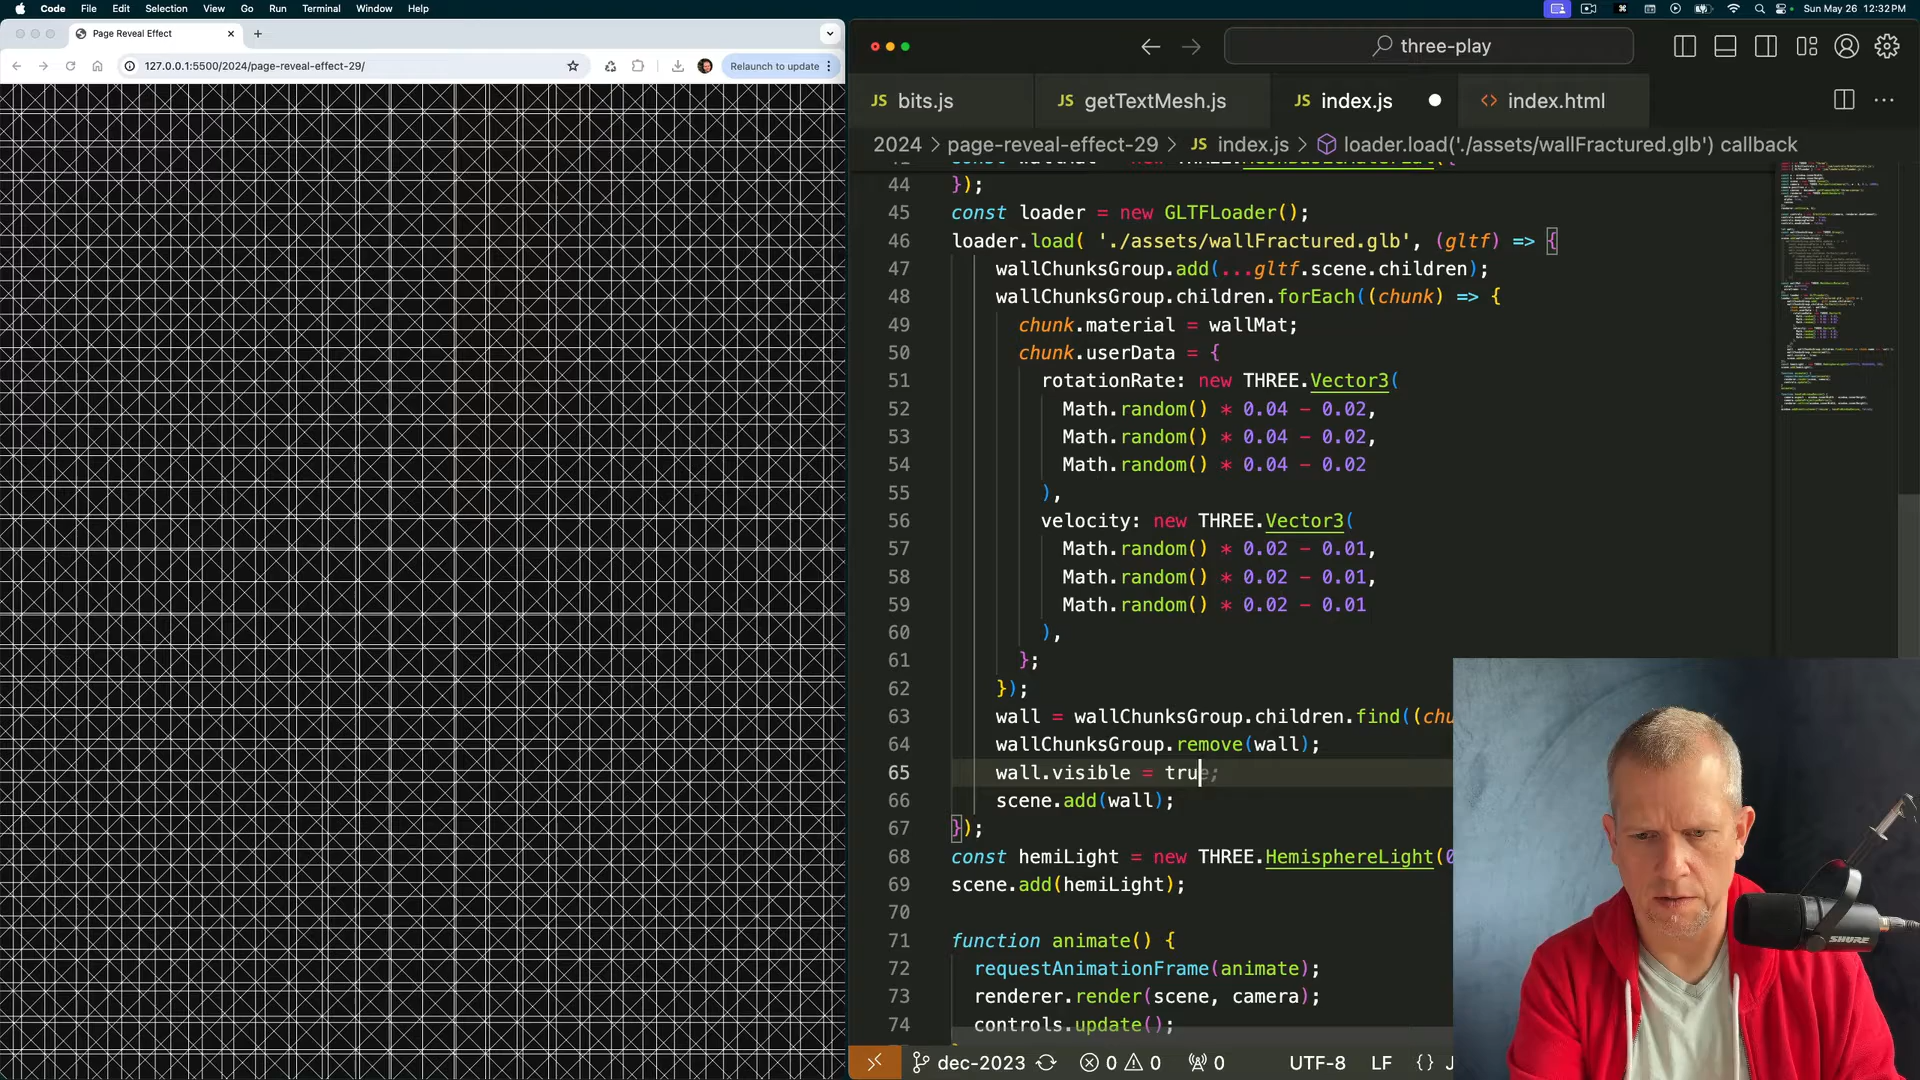 Code File Edit Selection View Go Run Terminal Window Help
Sun May 26 12:32 PM
Page Reveal Effect
127.0.0.1:5500/2024/page-reveal-effect-29/
Relaunch to update
three-play
JS bits.js
JS getTextMesh.js
JS index.js
<> index.html
2024 > page-reveal-effect-29 > JS index.js > loader.load('./assets/wallFractured.glb') callback
44 });
45 const loader = new GLTFLoader();
46 loader.load( './assets/wallFractured.glb', (gltf) => {
47 wallChunksGroup.add(...gltf.scene.children);
48 wallChunksGroup.children.forEach((chunk) => {
49 chunk.material = wallMat;
50 chunk.userData = {
51 rotationRate: new THREE.Vector3(
52 Math.random() * 0.04 - 0.02,
53 Math.random() * 0.04 - 0.02,
54 Math.random() * 0.04 - 0.02
55 ),
56 velocity: new THREE.Vector3(
57 Math.random() * 0.02 - 0.01,
58 Math.random() * 0.02 - 0.01,
59 Math.random() * 0.02 - 0.01
60 ),
61 };
62 });
63 wall = wallChunksGroup.children.find((chu
64 wallChunksGroup.remove(wall);
65 wall.visible = true;
66 scene.add(wall);
67 });
68 const hemiLight = new THREE.HemisphereLight(0
69 scene.add(hemiLight);
70
71 function animate() {
72 requestAnimationFrame(animate);
73 renderer.render(scene, camera);
74 controls.update();
dec-2023 0 0 0 UTF-8 LF {}
SHURE